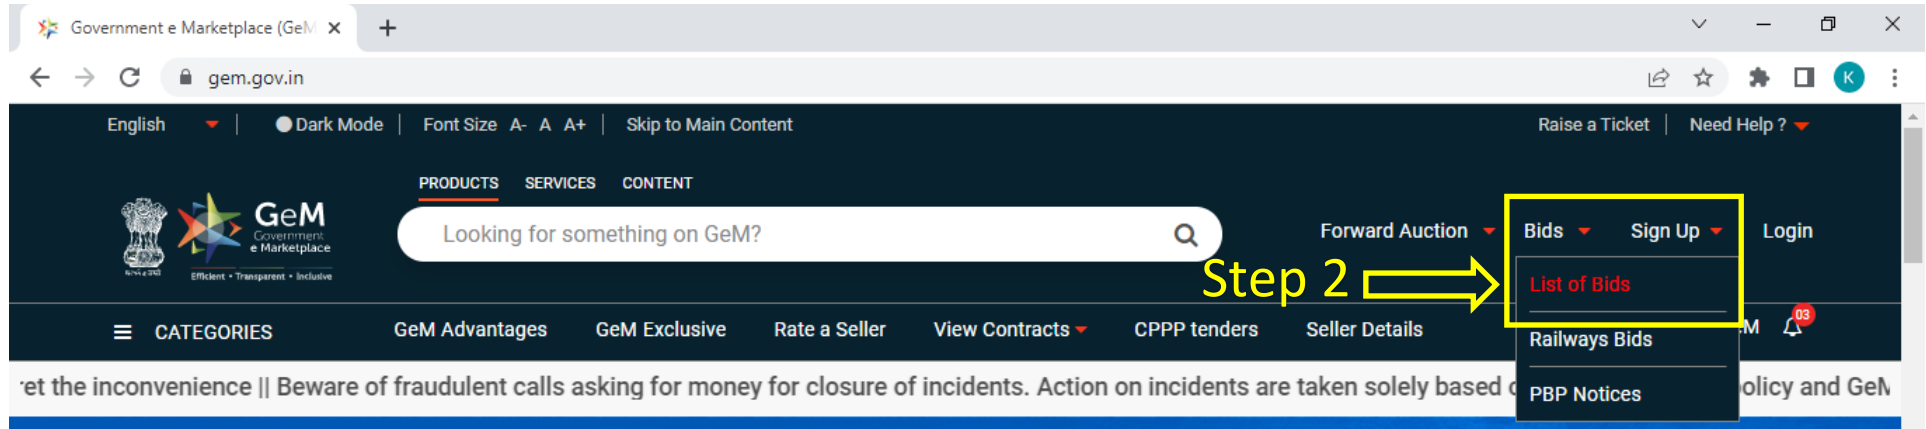 Government e Marketplace (GeM
gem.gov.in
K
English
Dark Mode
Font Size A- A A+
Skip to Main Content
Raise a Ticket
Need Help ?
PRODUCTS SERVICES CONTENT
GeM
Government
e Marketplace
Efficient • Transparent • Inclusive
Looking for something on GeM?
Forward Auction
Bids
Sign Up
Login
Step 2
List of Bids
Railways Bids
PBP Notices
CATEGORIES
GeM Advantages
GeM Exclusive
Rate a Seller
View Contracts
CPPP tenders
Seller Details
M
03
ret the inconvenience || Beware of fraudulent calls asking for money for closure of incidents. Action on incidents are taken solely based olicy and GeM